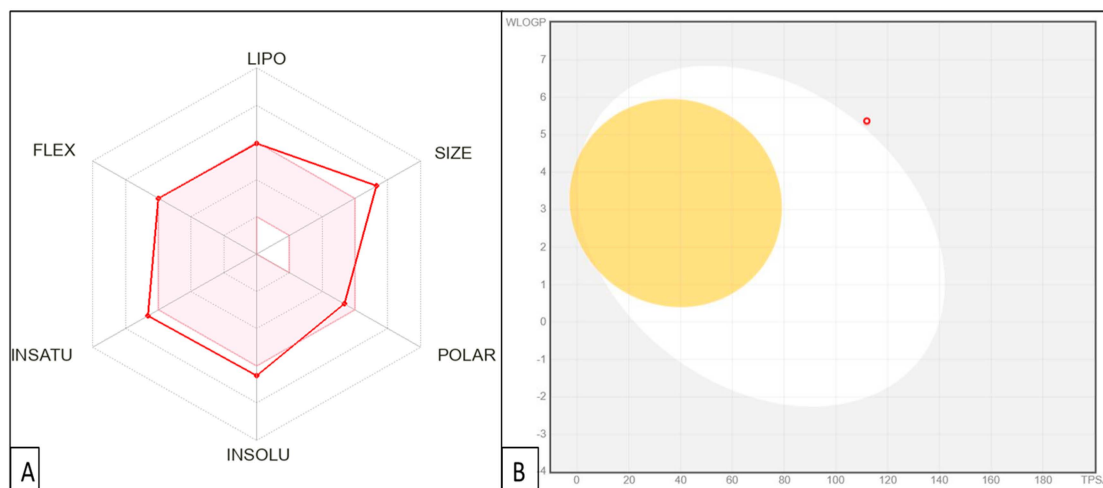 LIPO
FLEX
SIZE
INSATU
POLAR
INSOLU
A
WLOGP
7
6
5
4
3
2
1
0
-1
-2
-3
-4
0 20 40 60 80 100 120 140 160 180 TPSA
B